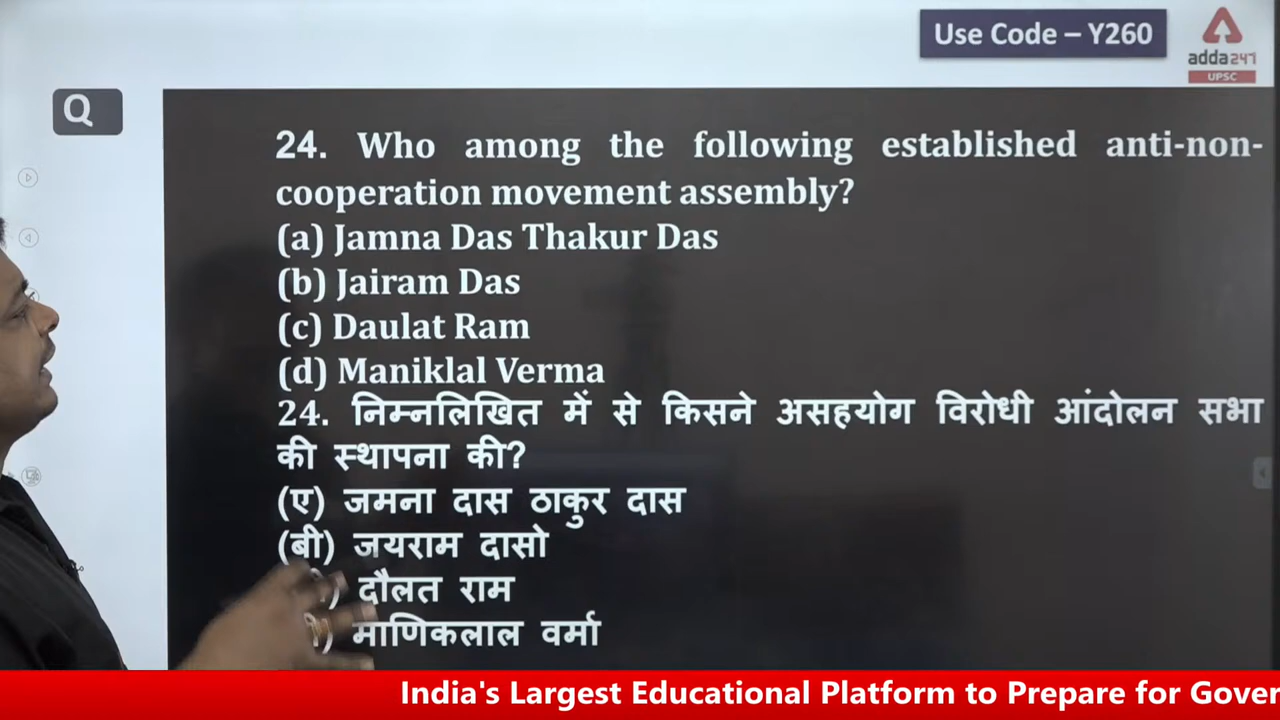 Use Code – Y260
adda247
UPSC
Q
24. Who among the following established anti-non-
cooperation movement assembly?
(a) Jamna Das Thakur Das
(b) Jairam Das
(c) Daulat Ram
(d) Maniklal Verma
24. निम्नलिखित में से किसने असहयोग विरोधी आंदोलन सभा
की स्थापना की?
(ए) जमना दास ठाकुर दास
(बी) जयराम दासो
दौलत राम
माणिकलाल वर्मा
India's Largest Educational Platform to Prepare for Gover